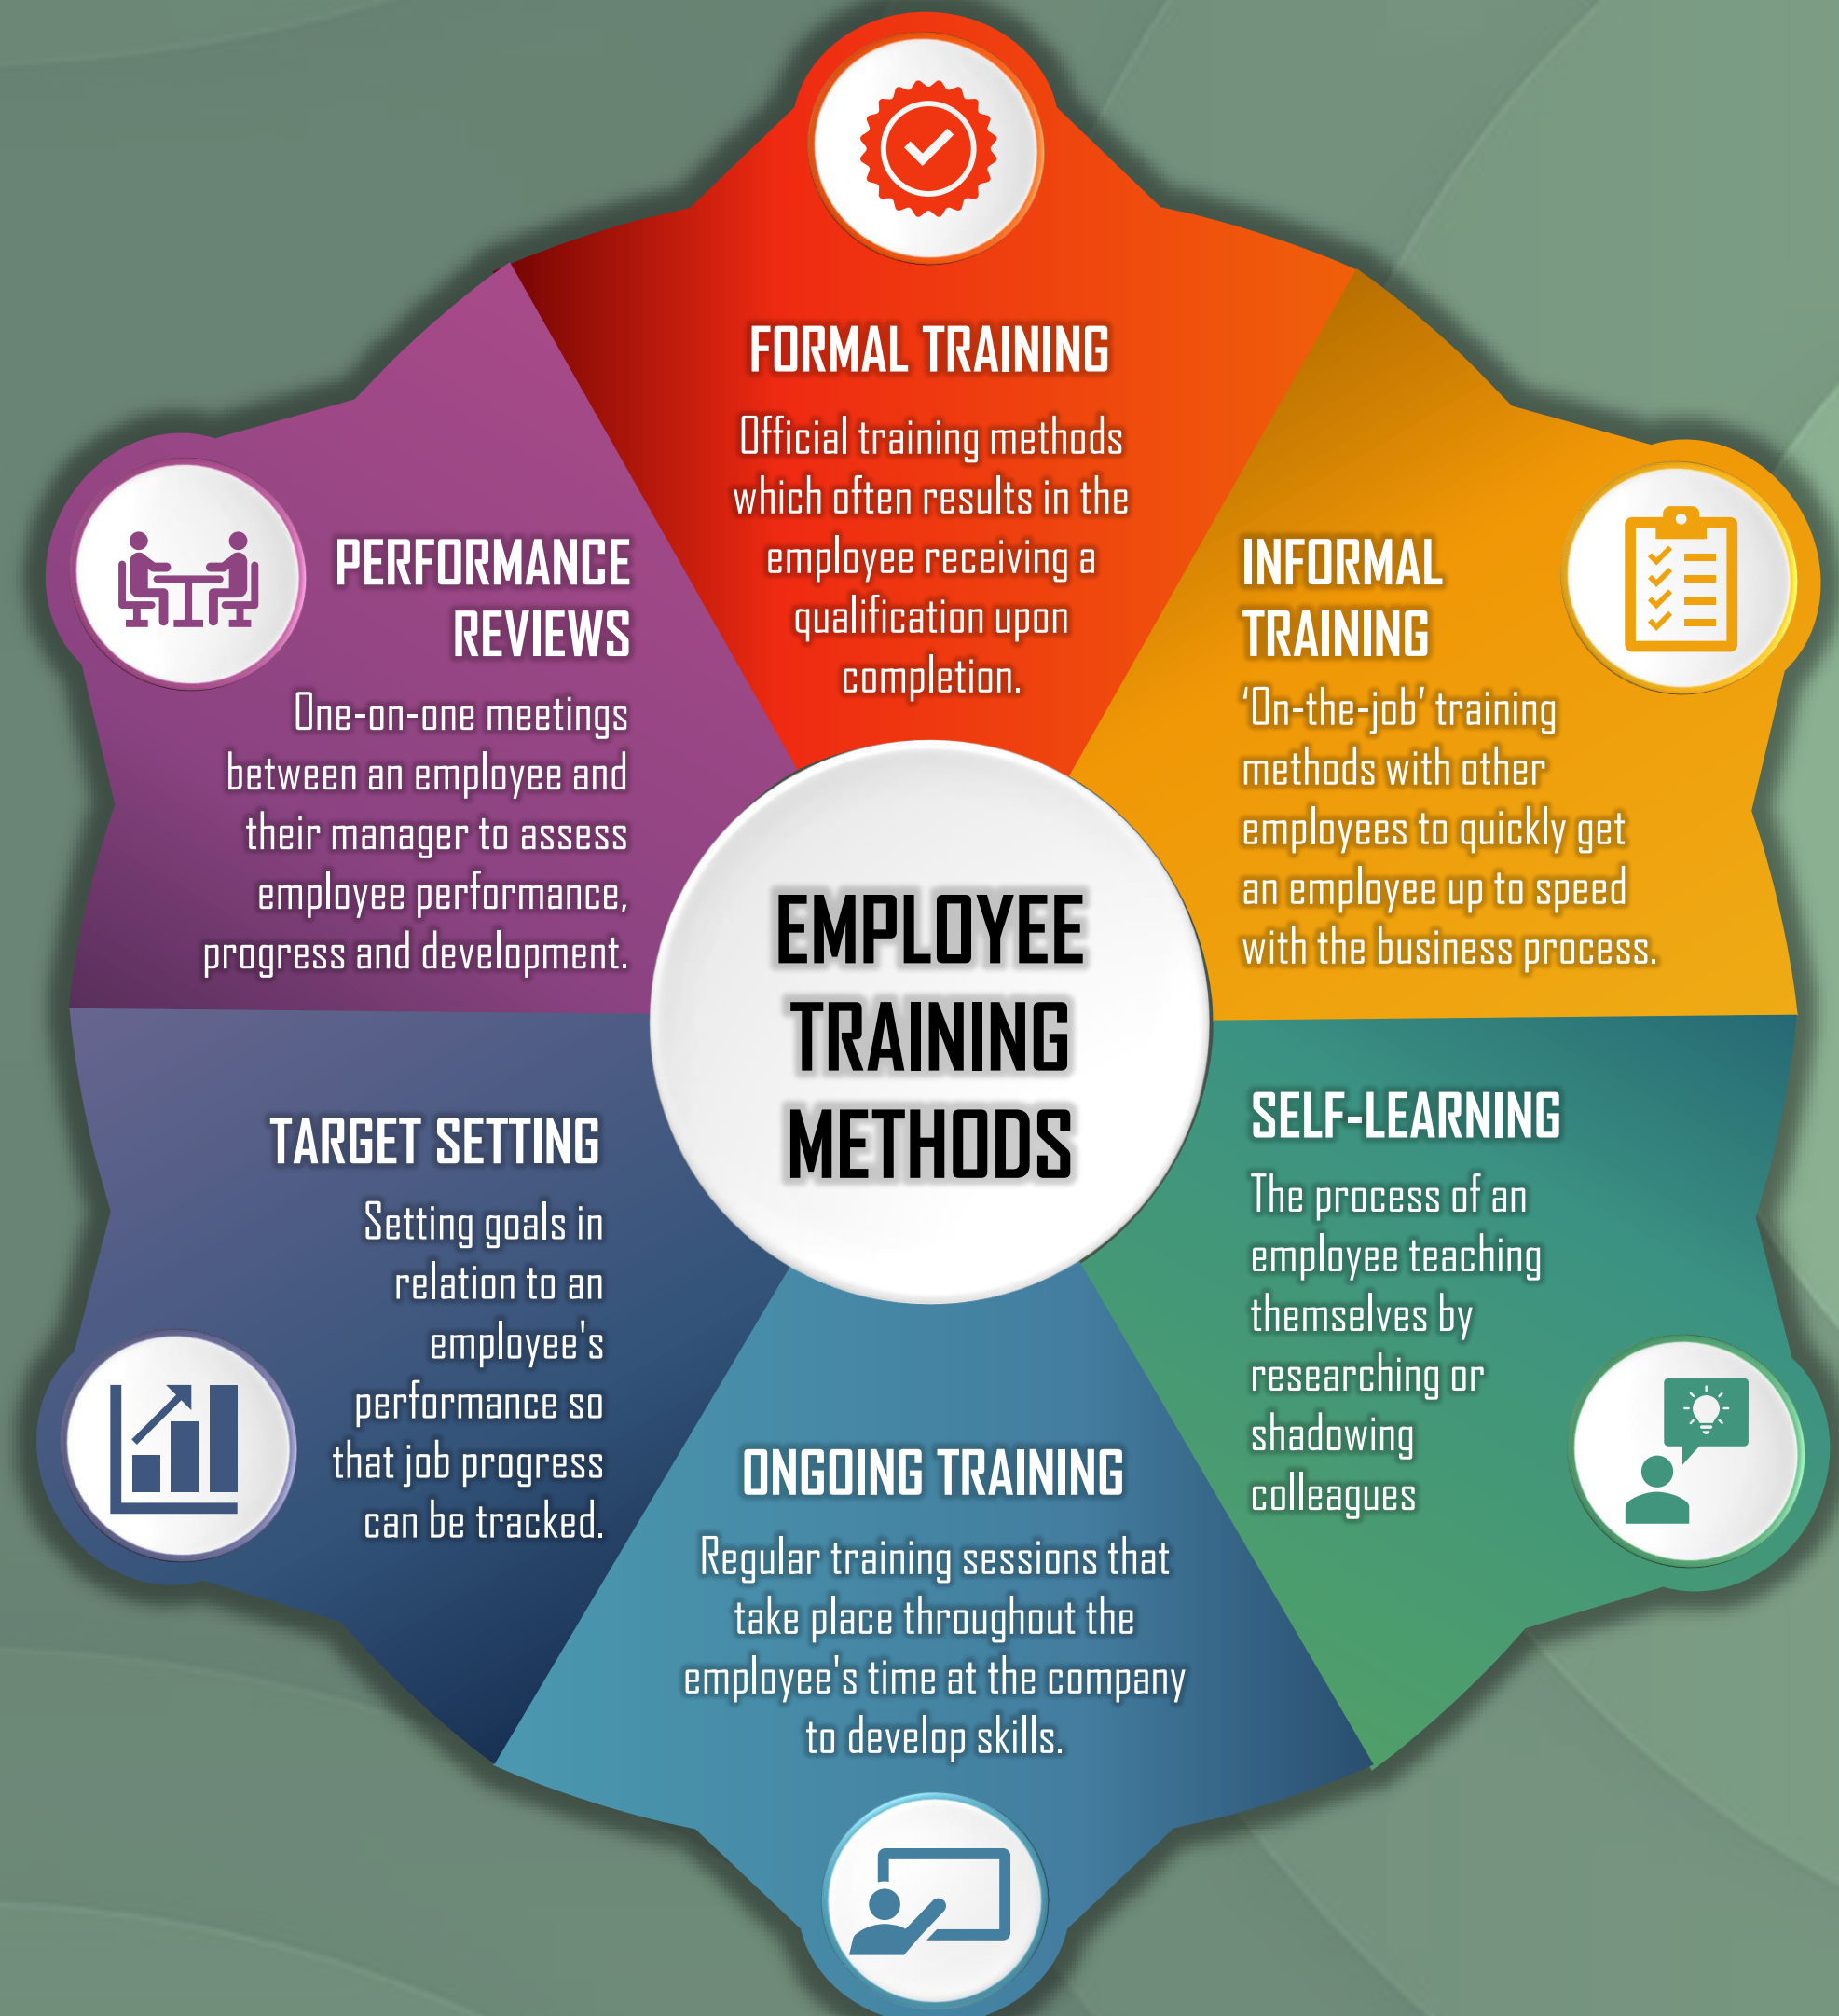 FORMAL TRAINING
Official training methods
which often results in the
employee receiving a
qualification upon
completion.
INFORMAL
TRAINING
‘On-the-job’ training
methods with other
employees to quickly get
an employee up to speed
with the business process.
SELF-LEARNING
The process of an
employee teaching
themselves by
researching or
shadowing
colleagues
ONGOING TRAINING
Regular training sessions that
take place throughout the
employee's time at the company
to develop skills.
TARGET SETTING
Setting goals in
relation to an
employee's
performance so
that job progress
can be tracked.
PERFORMANCE
REVIEWS
One-on-one meetings
between an employee and
their manager to assess
employee performance,
progress and development.
EMPLOYEE
TRAINING
METHODS